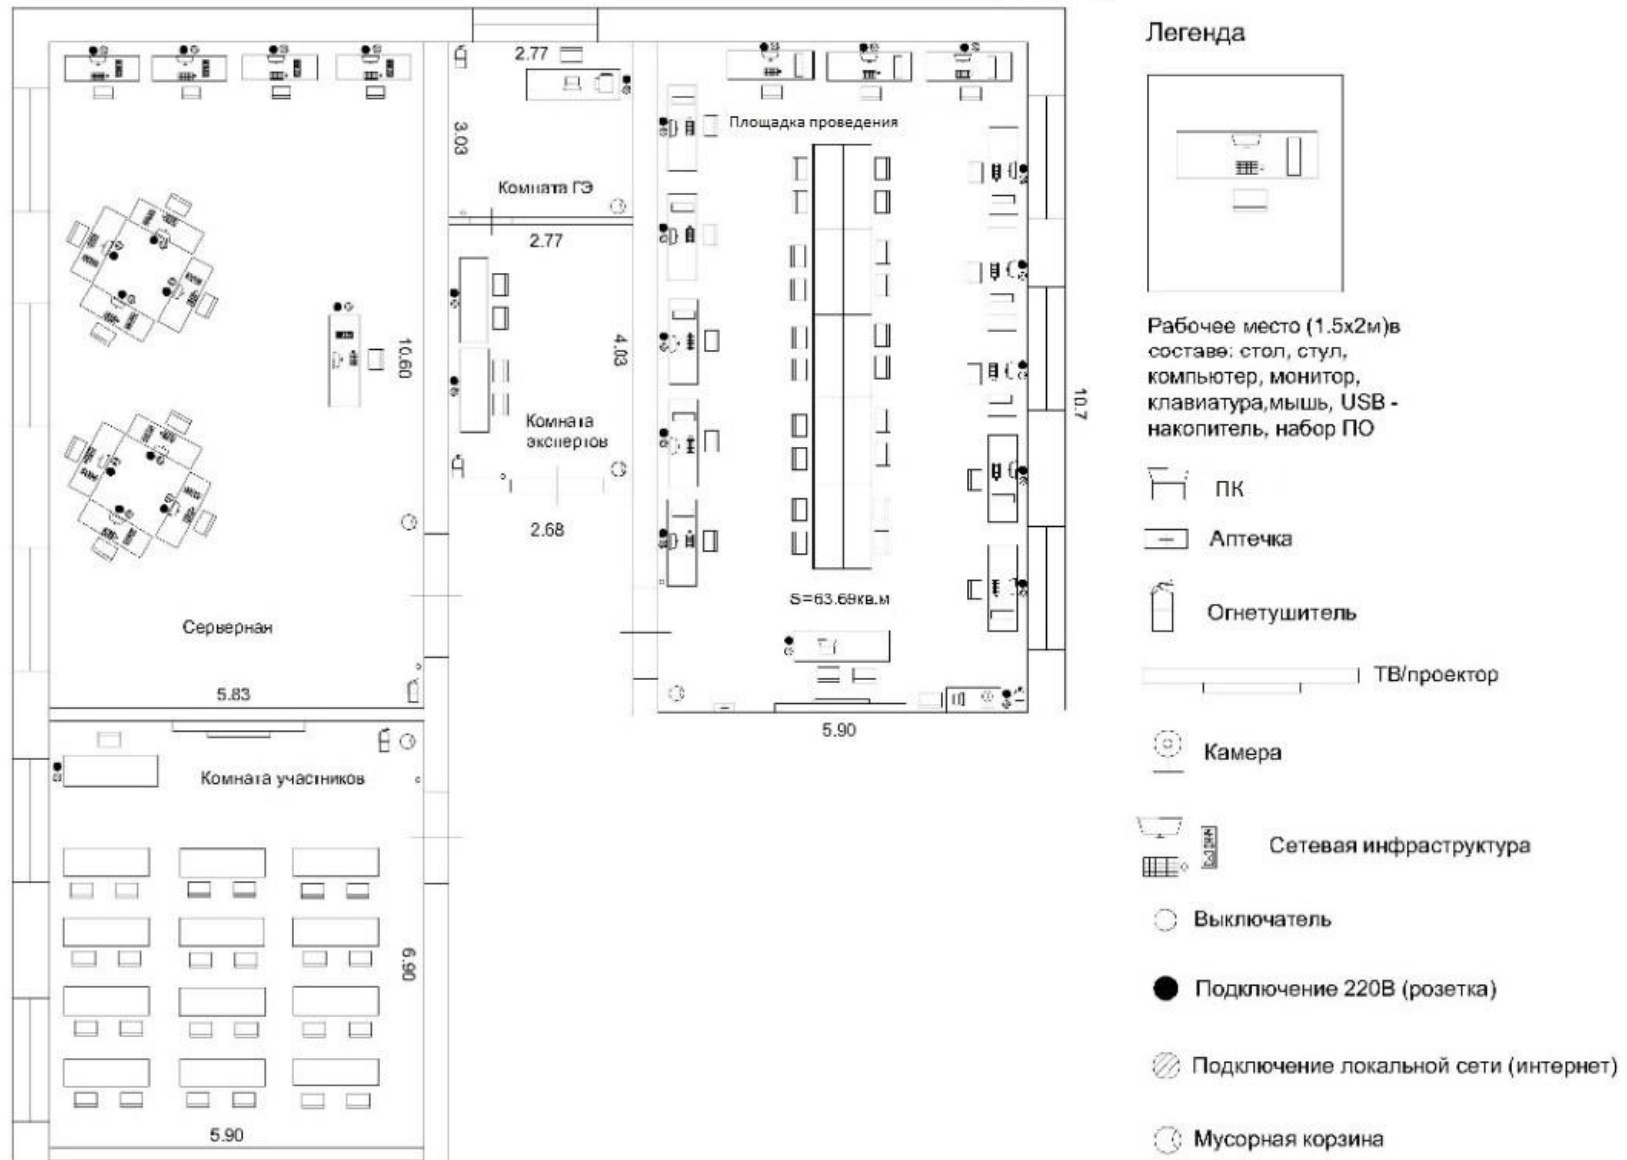 Легенда
2.77
3.03
Комната ГЭ
2.77
Площадка проведения
10.60
4.03
Комната
экспертов
2.68
10.7
S=63.69кв.м
Серверная
5.83
5.90
Комната участников
6.90
5.90
Рабочее место (1.5x2м)в
составе: стол, стул,
компьютер, монитор,
клавиатура,мышь, USB -
накопитель, набор ПО
ПК
Аптечка
Огнетушитель
ТВ/проектор
Камера
Сетевая инфраструктура
Выключатель
Подключение 220В (розетка)
Подключение локальной сети (интернет)
Мусорная корзина